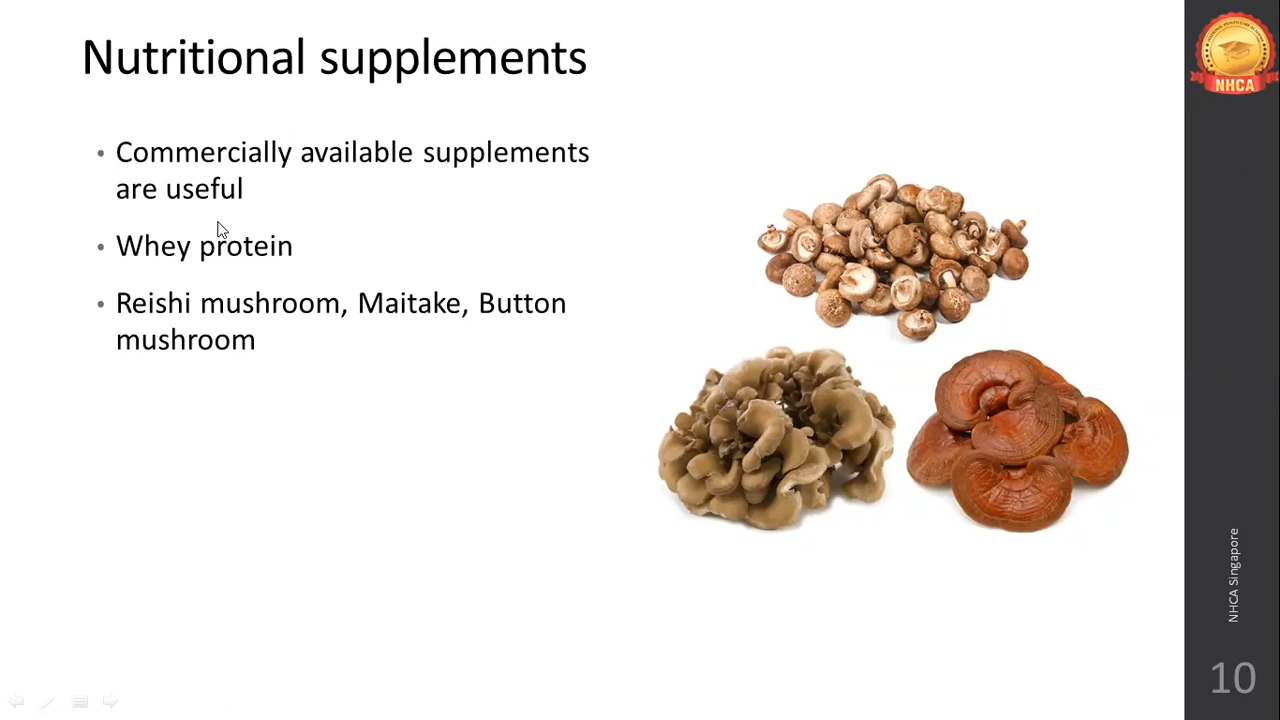 Nutritional supplements
• Commercially available supplements
are useful
• Whey protein
• Reishi mushroom, Maitake, Button
mushroom
NHCA
NHCA Singapore
10